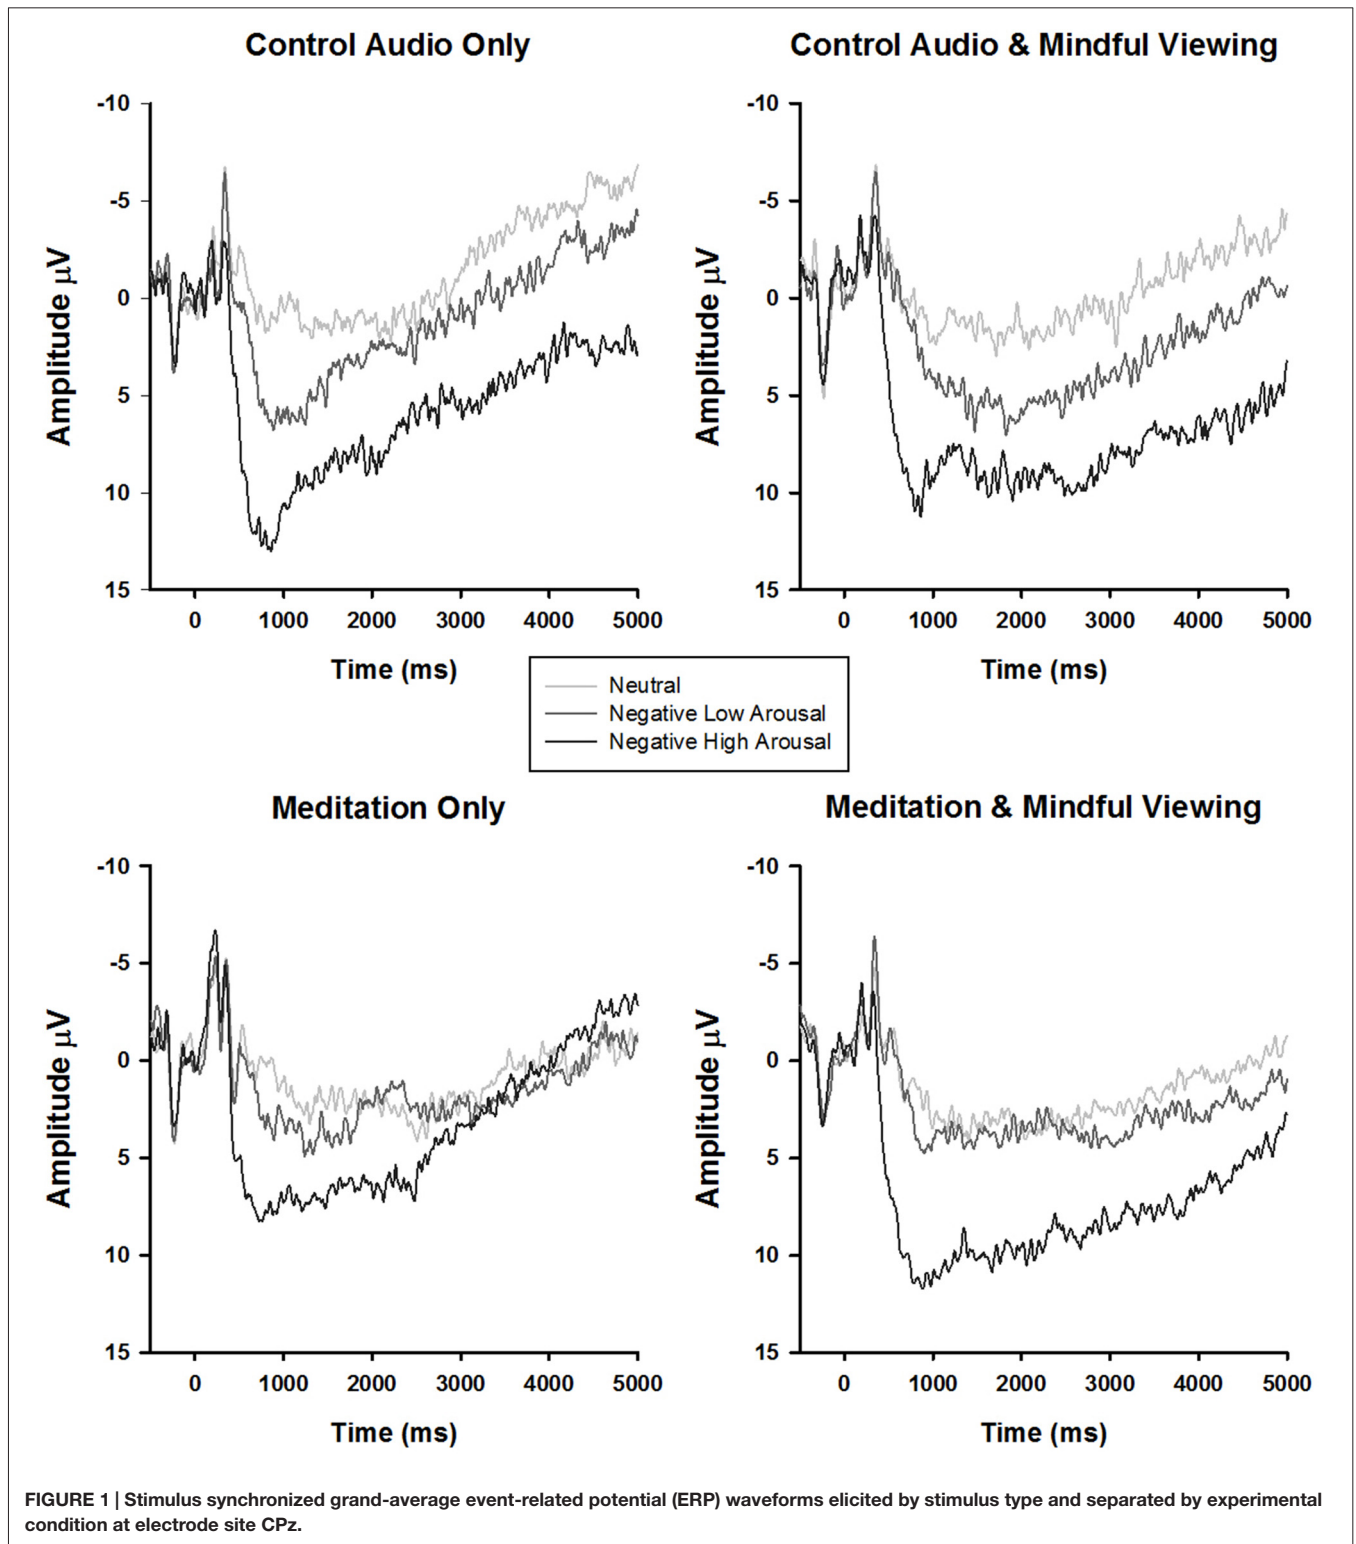 Control Audio Only
Control Audio & Mindful Viewing
-10
-5
0
5
10
15
Amplitude µV
0 1000 2000 3000 4000 5000
Time (ms)
-10
-5
0
5
10
15
Amplitude µV
0 1000 2000 3000 4000 5000
Time (ms)
Neutral
Negative Low Arousal
Negative High Arousal
Meditation Only
Meditation & Mindful Viewing
-10
-5
0
5
10
15
Amplitude µV
0 1000 2000 3000 4000 5000
Time (ms)
-10
-5
0
5
10
15
Amplitude µV
0 1000 2000 3000 4000 5000
Time (ms)
FIGURE 1 | Stimulus synchronized grand-average event-related potential (ERP) waveforms elicited by stimulus type and separated by experimental
condition at electrode site CPz.